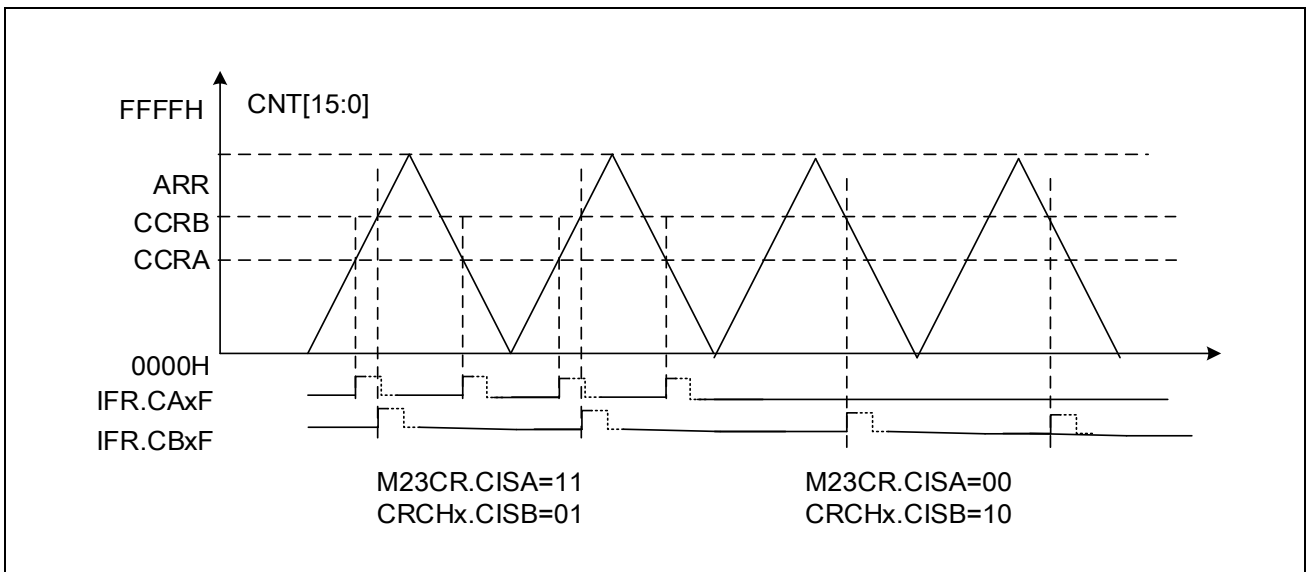 FFFFH
CNT[15:0]
ARR
CCRB
CCRA
0000H
IFR.CAxF
IFR.CBxF
M23CR.CISA=11
CRCHx.CISB=01
M23CR.CISA=00
CRCHx.CISB=10